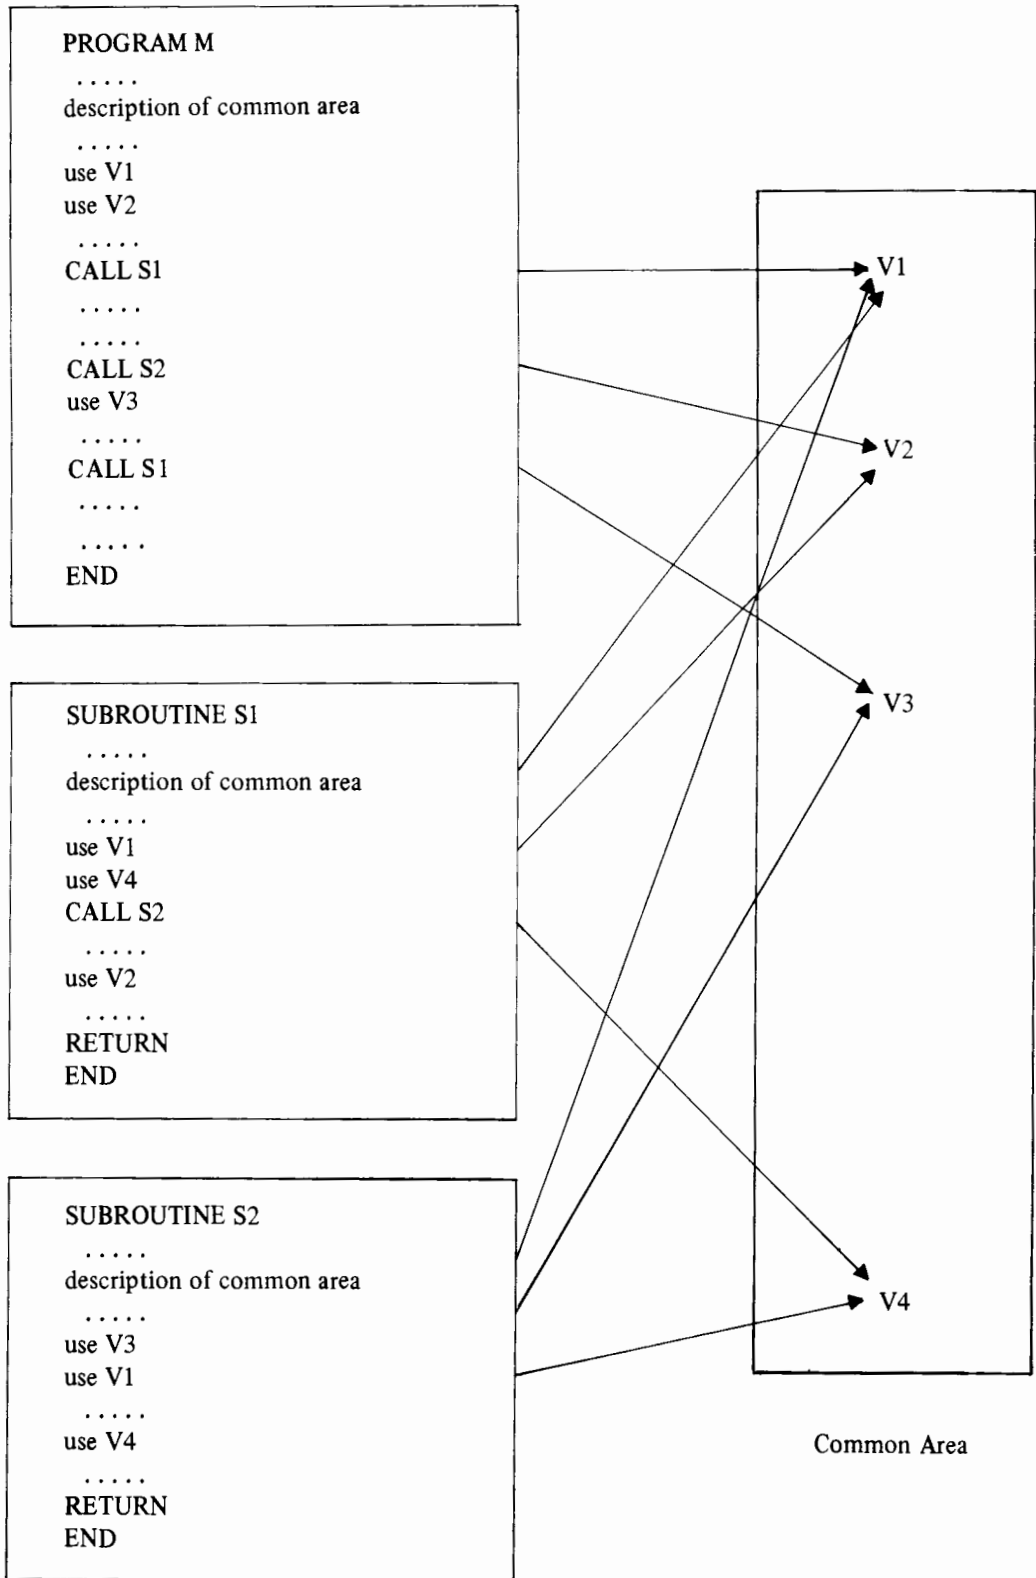 PROGRAM M
.....
description of common area
.....
use V1
use V2
.....
CALL S1
.....
.....
CALL S2
use V3
.....
CALL S1
.....
.....
END
SUBROUTINE S1
.....
description of common area
.....
use V1
use V4
CALL S2
.....
use V2
.....
RETURN
END
SUBROUTINE S2
.....
description of common area
.....
use V3
use V1
.....
use V4
.....
RETURN
END
V1
V2
V3
V4
Common Area